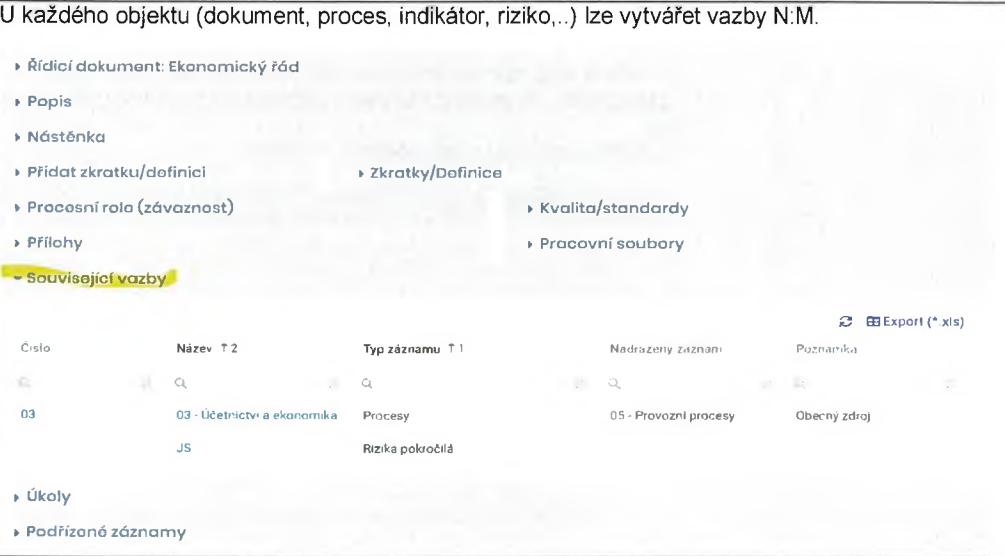 U každého objektu (dokument, proces, indikátor, riziko,..) lze vytvářet vazby N:M.
Řídicí dokument: Ekonomický řád
Popis
Nástěnka
Přidat zkratku/definici Zkratky/Definice
Procesní role (závaznost) Kvalita/standardy
Přílohy Pracovní soubory
Související vazby
Export (*.xls)
Číslo Název ↑ 2 Typ záznamu ↑ 1 Nadřazený záznam Poznámka
03 03 - Účetnictví a ekonomika Procesy 05 - Provozní procesy Obecný zdroj
JS Rizika pokročilá
Úkoly
Podřízené záznamy